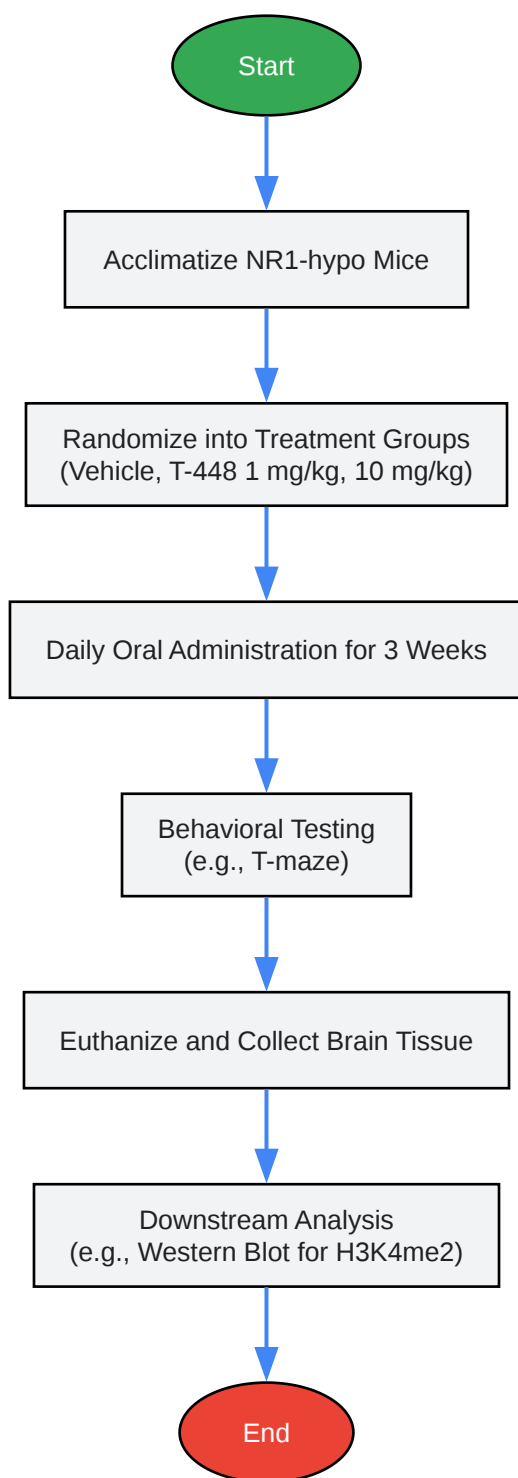 Start
Acclimatize NR1-hypo Mice
Randomize into Treatment Groups
(Vehicle, T-448 1 mg/kg, 10 mg/kg)
Daily Oral Administration for 3 Weeks
Behavioral Testing
(e.g., T-maze)
Euthanize and Collect Brain Tissue
Downstream Analysis
(e.g., Western Blot for H3K4me2)
End